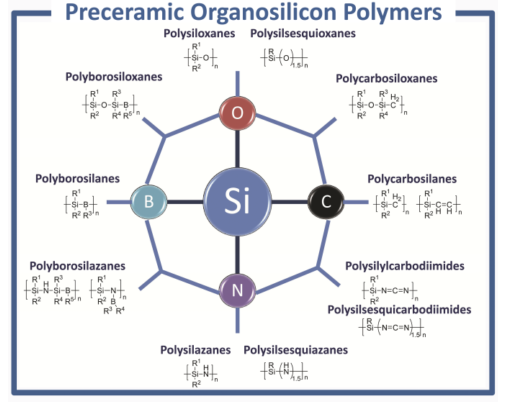 Preceramic Organosilicon Polymers
Polysiloxanes Polysilsesquioxanes
Polyborosiloxanes
Polycarbosiloxanes
O
Polyborosilanes
Polycarbosilanes
B Si C
Polyborosilazanes
Polysilylcarbodiimides
N
Polysilsesquicarbodiimides
Polysilazanes Polysilsesquiazanes